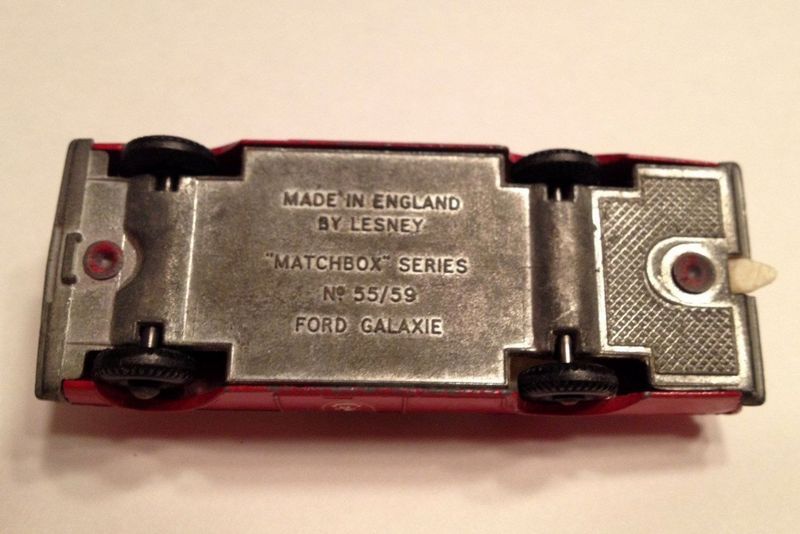 MADE IN ENGLAND
BY LESNEY
"MATCHBOX" SERIES
Nº 55/59
FORD GALAXIE